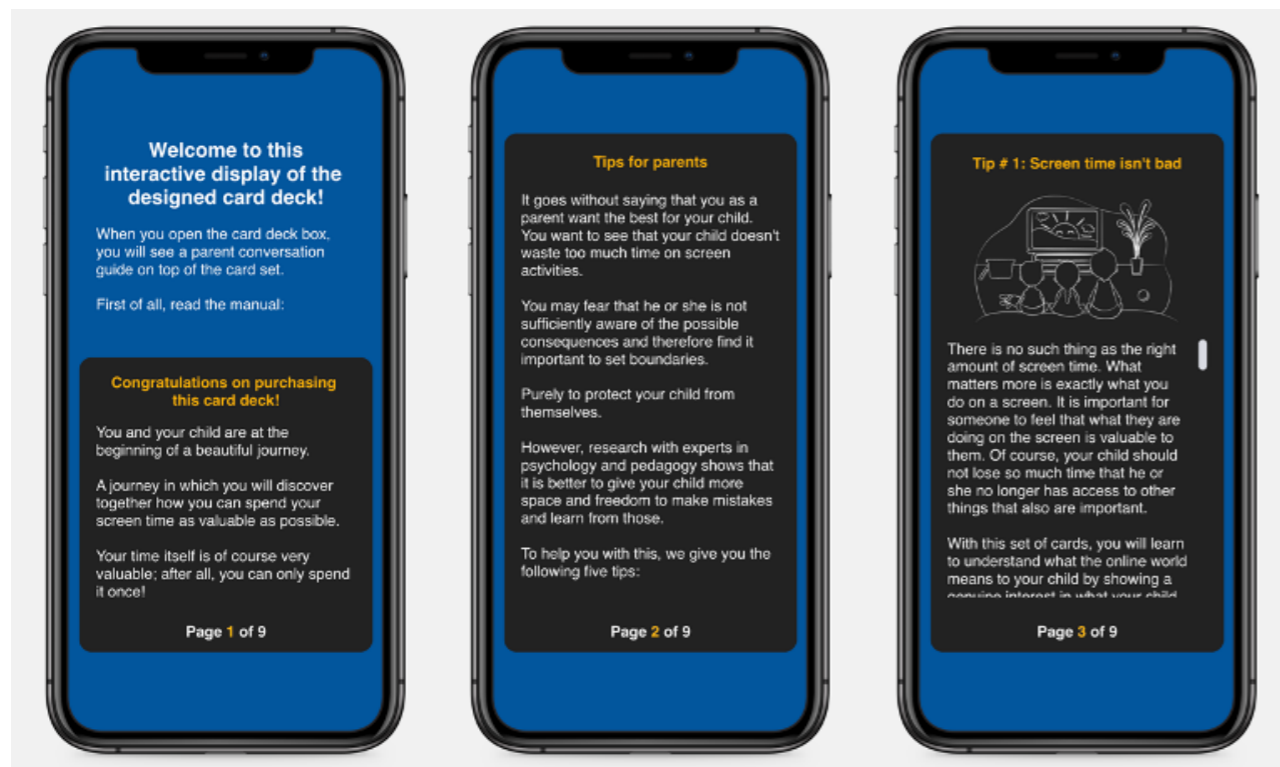 Welcome to this
interactive display of the
designed card deck!
When you open the card deck box,
you will see a parent conversation
guide on top of the card set.
First of all, read the manual:
Congratulations on purchasing
this card deck!
You and your child are at the
beginning of a beautiful journey.
A journey in which you will discover
together how you can spend your
screen time as valuable as possible.
Your time itself is of course very
valuable; after all, you can only spend
it once!
Page 1 of 9
Tips for parents
It goes without saying that you as a
parent want the best for your child.
You want to see that your child doesn't
waste too much time on screen
activities.
You may fear that he or she is not
sufficiently aware of the possible
consequences and therefore find it
important to set boundaries.
Purely to protect your child from
themselves.
However, research with experts in
psychology and pedagogy shows that
it is better to give your child more
space and freedom to make mistakes
and learn from those.
To help you with this, we give you the
following five tips:
Page 2 of 9
Tip # 1: Screen time isn't bad
There is no such thing as the right
amount of screen time. What
matters more is exactly what you
do on a screen. It is important for
someone to feel that what they are
doing on the screen is valuable to
them. Of course, your child should
not lose so much time that he or
she no longer has access to other
things that also are important.
With this set of cards, you will learn
to understand what the online world
means to your child by showing a
genuine interest in what your child
Page 3 of 9